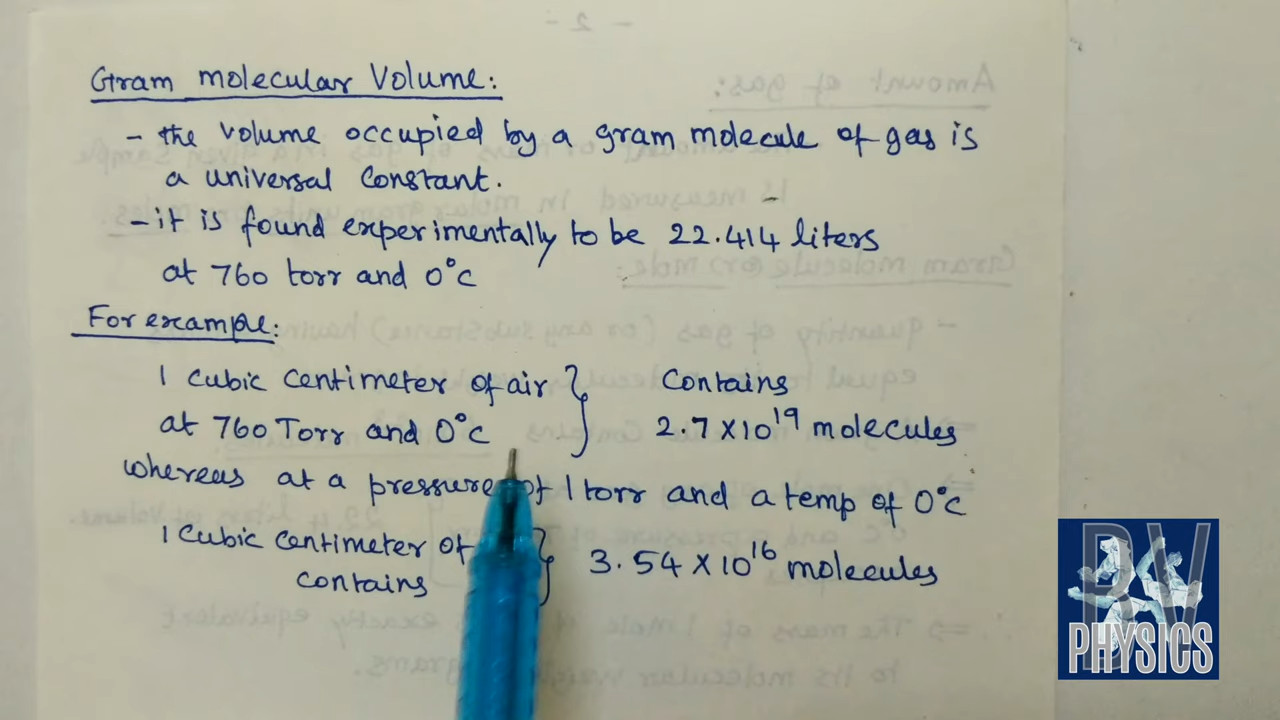 Gram molecular Volume:
- the volume occupied by a gram molecule of gas is
a universal constant.
- it is found experimentally to be 22.414 liters
at 760 torr and 0°c
For example:
1 cubic centimeter of air } contains
at 760 Torr and 0°c 2.7 X 10^19 molecules
whereas at a pressure of 1 torr and a temp of 0°c
1 Cubic centimeter of } 3.54 X 10^16 molecules
contains
RV
PHYSICS